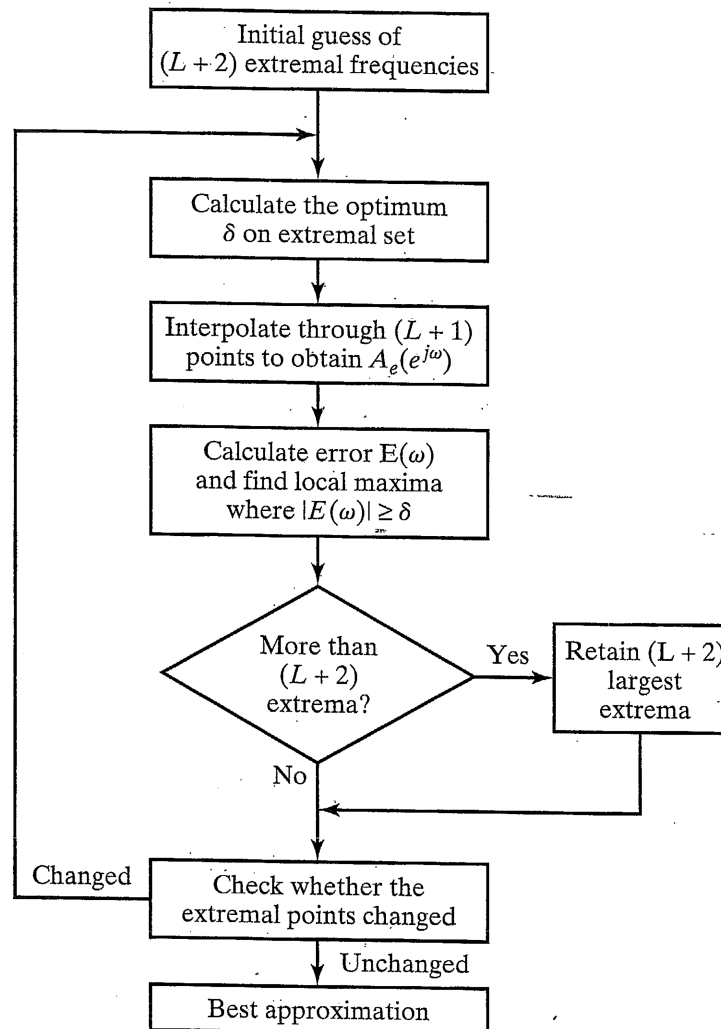 Initial guess of
(L + 2) extremal frequencies
Calculate the optimum
δ on extremal set
Interpolate through (L + 1)
points to obtain A_e(e^{jω})
Calculate error E(ω)
and find local maxima
where |E(ω)| ≥ δ
More than
(L + 2)
extrema?
Yes
Retain (L + 2)
largest
extrema
No
Changed
Check whether the
extremal points changed
Unchanged
Best approximation